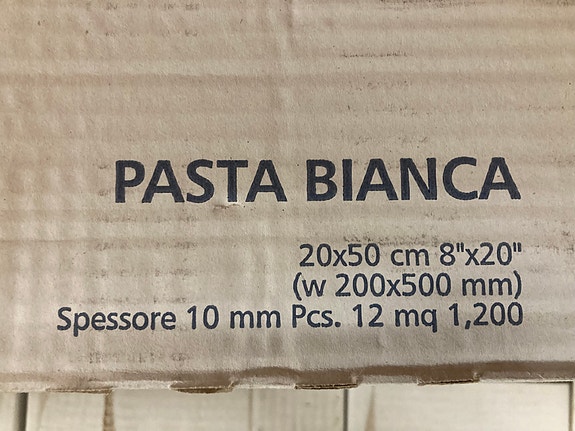 PASTA BIANCA
20x50 cm 8"x20"
(w 200x500 mm)
Spessore 10 mm Pcs. 12 mq 1,200